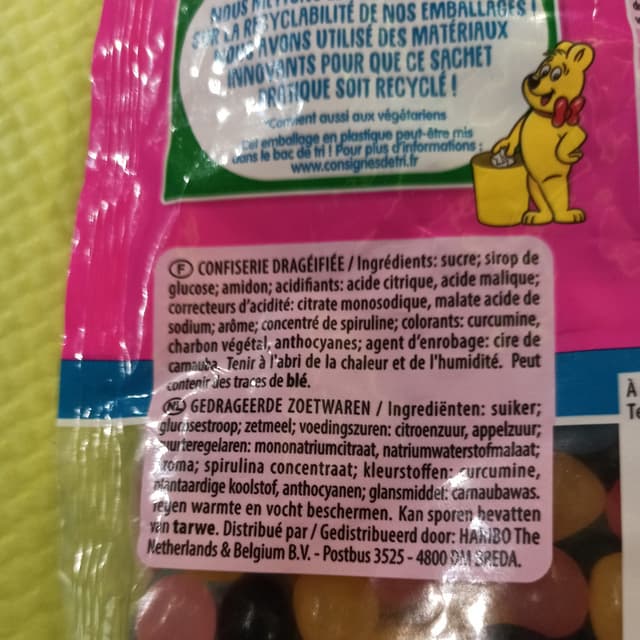 NOUS METTONS
SUR LA RECYCLABILITÉ DE NOS EMBALLAGES !
NOUS AVONS UTILISÉ DES MATÉRIAUX
INNOVANTS POUR QUE CE SACHET
PRATIQUE SOIT RECYCLÉ !
*Convient aussi aux végétariens
Cet emballage en plastique peut-être mis
dans le bac de tri ! Pour plus d'informations :
www.consignesdetri.fr
F CONFISERIE DRAGÉIFIÉE / Ingrédients: sucre; sirop de
glucose; amidon; acidifiants: acide citrique, acide malique;
correcteurs d'acidité: citrate monosodique, malate acide de
sodium; arôme; concentré de spiruline; colorants: curcumine,
charbon végétal, anthocyanes; agent d'enrobage: cire de
carnauba. Tenir à l'abri de la chaleur et de l'humidité. Peut
contenir des traces de blé.
NL GEDRAGEERDE ZOETWAREN / Ingrediënten: suiker;
glucosestroop; zetmeel; voedingszuren: citroenzuur, appelzuur;
zuurteregelaren: mononatriumcitraat, natriumwaterstofmalaat;
aroma; spirulina concentraat; kleurstoffen: curcumine,
plantaardige koolstof, anthocyanen; glansmiddel: carnaubawas.
Tegen warmte en vocht beschermen. Kan sporen bevatten
van tarwe. Distribué par / Gedistribueerd door: HARIBO The
Netherlands & Belgium B.V. - Postbus 3525 - 4800 DM BREDA.
À
Te